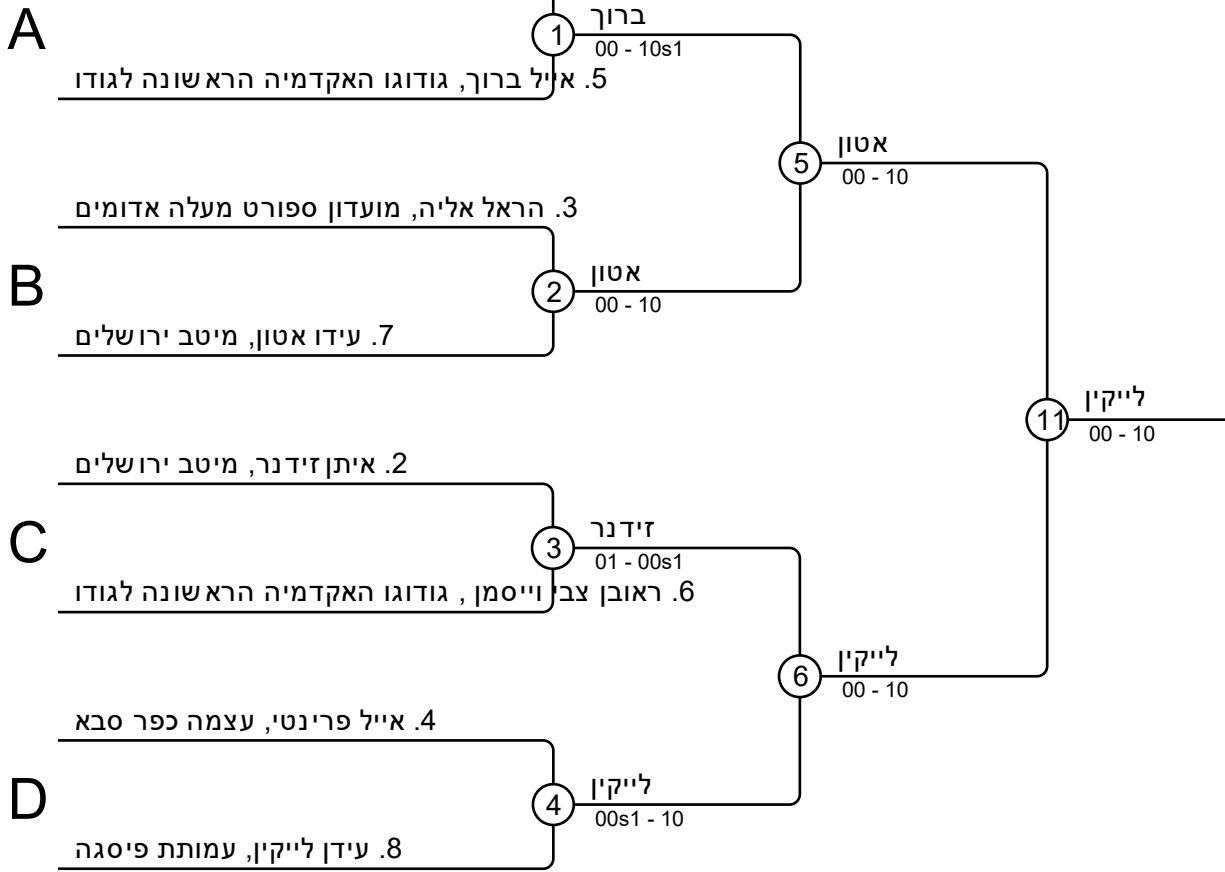 A
1
ברוך
00 - 10s1
5. אייל ברוך, גודוגו האקדמיה הראשונה לגודו
5
אטון
00 - 10
3. הראל אליה, מועדון ספורט מעלה אדומים
B
2
אטון
00 - 10
7. עידו אטון, מיטב ירושלים
11
לייקין
00 - 10
2. איתן זידנר, מיטב ירושלים
C
3
זידנר
01 - 00s1
6. ראובן צבי וייסמן , גודוגו האקדמיה הראשונה לגודו
6
לייקין
00 - 10
4. אייל פרינטי, עצמה כפר סבא
D
4
לייקין
00s1 - 10
8. עידן לייקין, עמותת פיסגה